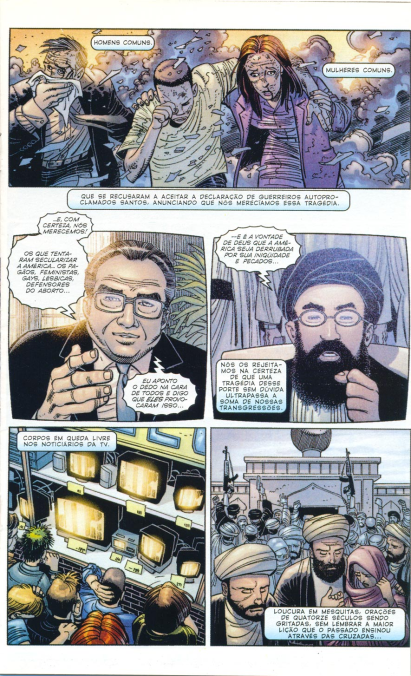 HOMENS COMUNS.
MULHERES COMUNS.
QUE SE RECUSARAM A ACEITAR A DECLARAÇÃO DE GUERREIROS AUTOPRO-
CLAMADOS SANTOS, ANUNCIANDO QUE NÓS MERECÍAMOS ESSA TRAGÉDIA.
...E, COM
CERTEZA, NÓS
MERECEMOS!
OS QUE TENTA-
RAM SECULARIZAR
A AMÉRICA... OS PA-
GÃOS, FEMINISTAS,
GAYS, LÉSBICAS,
DEFENSORES
DO ABORTO...
EU APONTO
O DEDO NA CARA
DE TODOS E DIGO
QUE ELES PROVO-
CARAM ISSO...
--E É A VONTADE
DE DEUS QUE A AMÉ-
RICA SEJA DERRUBADA
POR SUA INIQÜIDADE
E PECADOS...
NÓS OS REJEITA-
MOS NA CERTEZA
DE QUE UMA
TRAGÉDIA DESSE
PORTE SEM DÚVIDA
ULTRAPASSA A
SOMA DE NOSSAS
TRANSGRESSÕES.
CORPOS EM QUEDA LIVRE
NOS NOTICIÁRIOS DA TV.
LOUCURA EM MESQUITAS, ORAÇÕES
DE QUATORZE SÉCULOS SENDO
GRITADAS, SEM LEMBRAR A MAIOR
LIÇÃO QUE O PASSADO ENSINOU
ATRAVÉS DAS CRUZADAS...